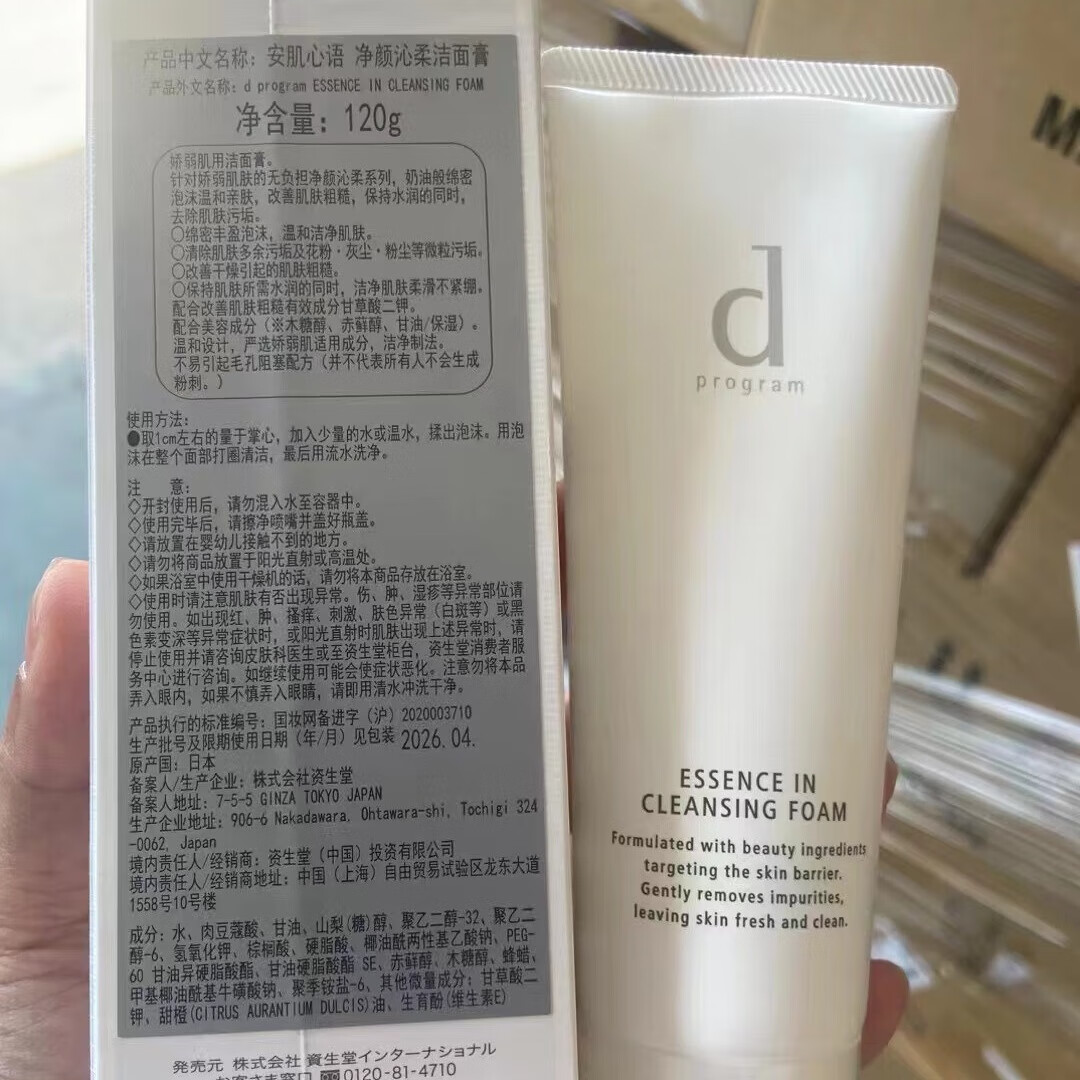 产品中文名称：安肌心语 净颜沁柔洁面膏
产品外文名称：d program ESSENCE IN CLEANSING FOAM
净含量：120g
娇弱肌用洁面膏。
针对娇弱肌肤的无负担净颜沁柔系列，奶油般绵密
泡沫温和亲肤，改善肌肤粗糙，保持水润的同时，
去除肌肤污垢。
○绵密丰盈泡沫，温和洁净肌肤。
○清除肌肤多余污垢及花粉・灰尘・粉尘等微粒污垢。
○改善干燥引起的肌肤粗糙。
○保持肌肤所需水润的同时，洁净肌肤柔滑不紧绷。
配合改善肌肤粗糙有效成分甘草酸二钾。
配合美容成分（※木糖醇、赤藓醇、甘油/保湿）。
温和设计，严选娇弱肌适用成分，洁净制法。
不易引起毛孔阻塞配方（并不代表所有人不会生成
粉刺。）
使用方法：
●取1cm左右的量于掌心，加入少量的水或温水，揉出泡沫。用泡
沫在整个面部打圈清洁，最后用流水洗净。
注　　意：
◇开封使用后，请勿混入水至容器中。
◇使用完毕后，请擦净喷嘴并盖好瓶盖。
◇请放置在婴幼儿接触不到的地方。
◇请勿将商品放置于阳光直射或高温处。
◇如果浴室中使用干燥机的话，请勿将本商品存放在浴室。
◇使用时请注意肌肤有否出现异常。伤、肿、湿疹等异常部位请
勿使用。如出现红、肿、搔痒、刺激、肤色异常（白斑等）或黑
色素变深等异常症状时，或阳光直射时肌肤出现上述异常时，请
停止使用并请咨询皮肤科医生或至资生堂柜台，资生堂消费者服
务中心进行咨询。如继续使用可能会使症状恶化。注意勿将本品
弄入眼内，如果不慎弄入眼睛，请即用清水冲洗干净。
产品执行的标准编号：国妆网备进字（沪）2020003710
生产批号及限期使用日期（年/月）见包装 2026.04.
原产国：日本
备案人/生产企业：株式会社资生堂
备案人地址：7-5-5 GINZA TOKYO JAPAN
生产企业地址：906-6 Nakadawara, Ohtawara-shi, Tochigi 324
-0062, Japan
境内责任人/经销商：资生堂（中国）投资有限公司
境内责任人/经销商地址：中国（上海）自由贸易试验区龙东大道
1558号10号楼
成分：水、肉豆蔻酸、甘油、山梨(糖)醇、聚乙二醇-32、聚乙二
醇-6、氢氧化钾、棕榈酸、硬脂酸、椰油酰两性基乙酸钠、PEG-
60 甘油异硬脂酸酯、甘油硬脂酸酯 SE、赤藓醇、木糖醇、蜂蜡、
甲基椰油酰基牛磺酸钠、聚季铵盐-6、其他微量成分：甘草酸二
钾、甜橙(CITRUS AURANTIUM DULCIS)油、生育酚(维生素E)
発売元 株式会社 資生堂インターナショナル
お客さま窓口 0120-81-4710
d
program
ESSENCE IN
CLEANSING FOAM
Formulated with beauty ingredients
targeting the skin barrier.
Gently removes impurities,
leaving skin fresh and clean.